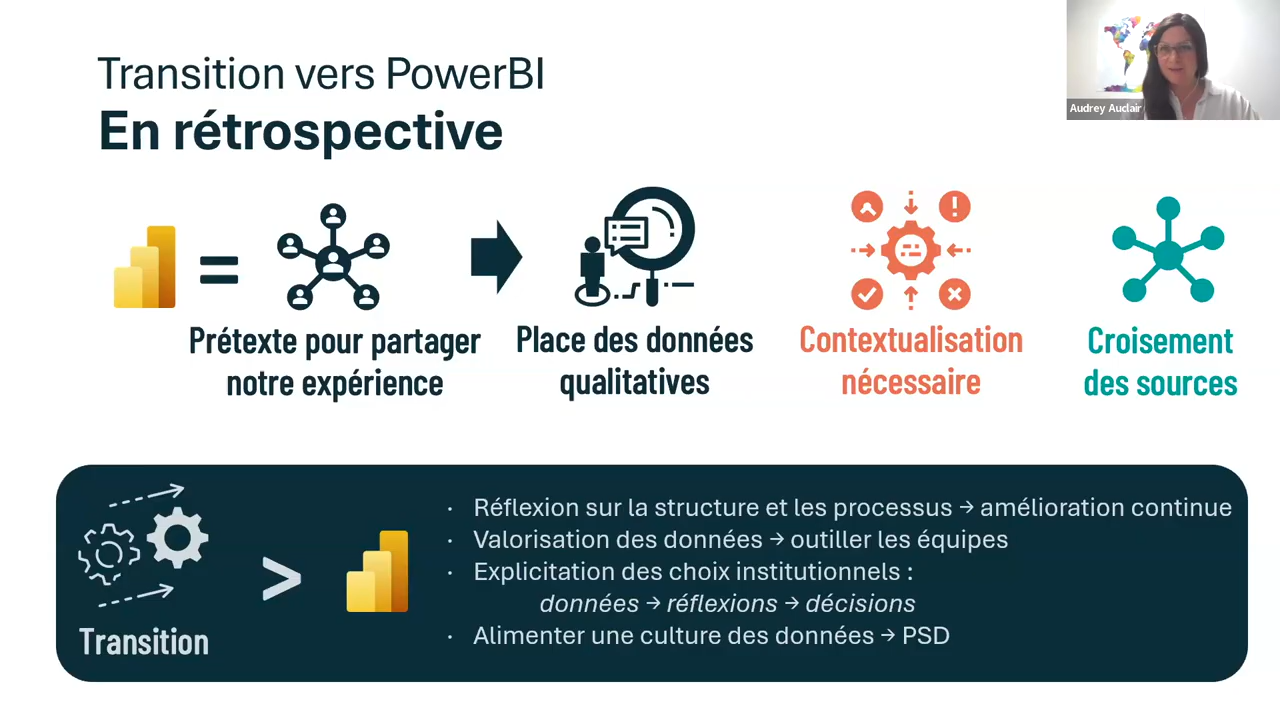 Transition vers PowerBI
En rétrospective
Audrey Auclair
=
Prétexte pour partager
notre expérience
Place des données
qualitatives
Contextualisation
nécessaire
Croisement
des sources
Transition
>
· Réflexion sur la structure et les processus → amélioration continue
· Valorisation des données → outiller les équipes
· Explicitation des choix institutionnels :
données → réflexions → décisions
· Alimenter une culture des données → PSD